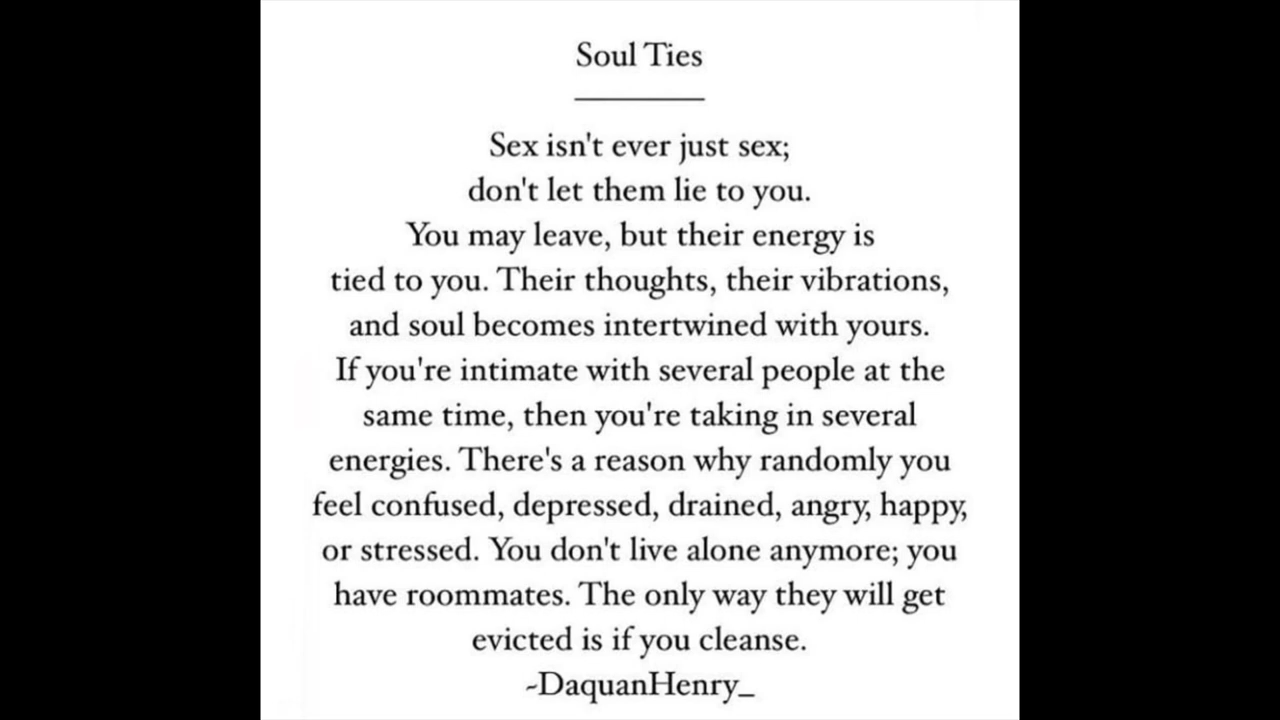 Soul Ties
Sex isn't ever just sex;
don't let them lie to you.
You may leave, but their energy is
tied to you. Their thoughts, their vibrations,
and soul becomes intertwined with yours.
If you're intimate with several people at the
same time, then you're taking in several
energies. There's a reason why randomly you
feel confused, depressed, drained, angry, happy,
or stressed. You don't live alone anymore; you
have roommates. The only way they will get
evicted is if you cleanse.
~DaquanHenry_